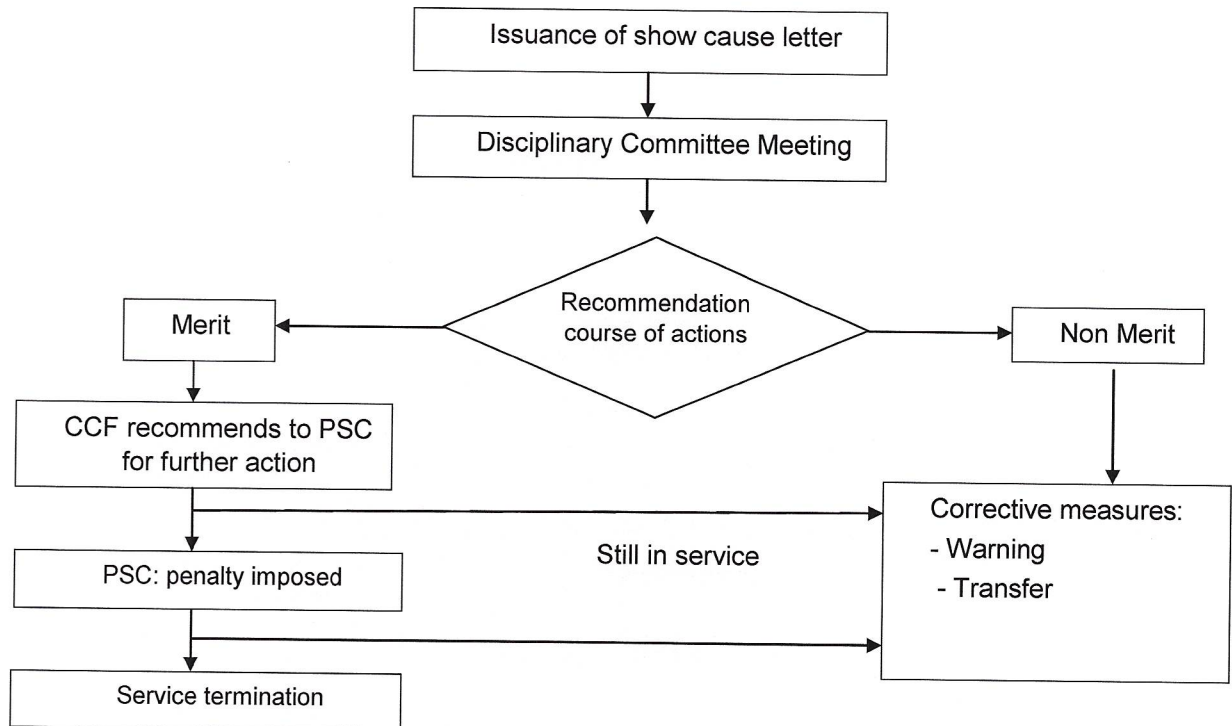 Issuance of show cause letter
Disciplinary Committee Meeting
Recommendation
course of actions
Merit
Non Merit
CCF recommends to PSC
for further action
Corrective measures:
- Warning
- Transfer
Still in service
PSC: penalty imposed
Service termination